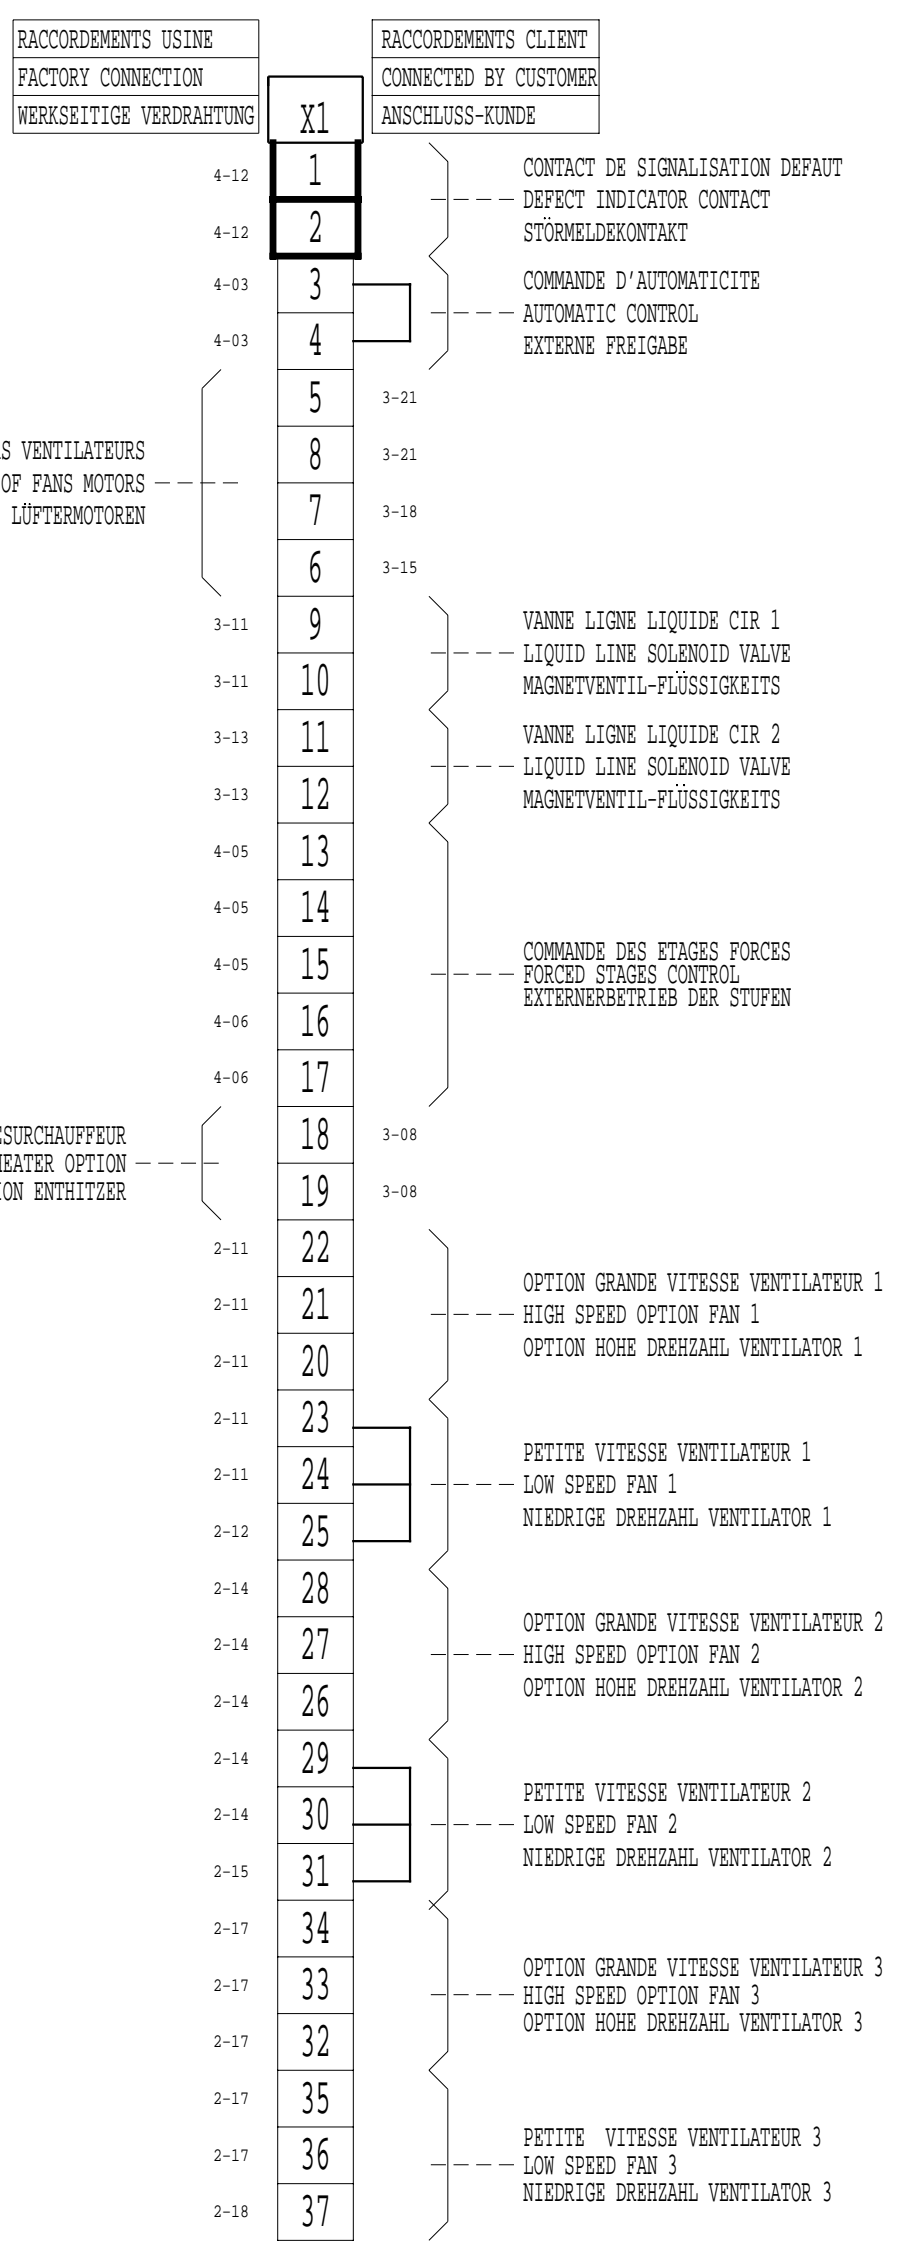 RACCORDEMENTS USINE
FACTORY CONNECTION
WERKSEITIGE VERDRAHTUNG
RACCORDEMENTS CLIENT
CONNECTED BY CUSTOMER
ANSCHLUSS-KUNDE
X1
4-12 1
4-12 2
CONTACT DE SIGNALISATION DEFAUT
DEFECT INDICATOR CONTACT
STÖRMELDEKONTAKT
4-03 3
4-03 4
COMMANDE D'AUTOMATICITE
AUTOMATIC CONTROL
EXTERNE FREIGABE
VENTILATEURS
OF FANS MOTORS
LÜFTERMOTOREN
5 3-21
8 3-21
7 3-18
6 3-15
3-11 9
3-11 10
VANNE LIGNE LIQUIDE CIR 1
LIQUID LINE SOLENOID VALVE
MAGNETVENTIL-FLÜSSIGKEITS
3-13 11
3-13 12
VANNE LIGNE LIQUIDE CIR 2
LIQUID LINE SOLENOID VALVE
MAGNETVENTIL-FLÜSSIGKEITS
4-05 13
4-05 14
4-05 15
4-06 16
4-06 17
COMMANDE DES ETAGES FORCES
FORCED STAGES CONTROL
EXTERNERBETRIEB DER STUFEN
ESURCHAUFFEUR
HEATER OPTION
ION ENTHITZER
18 3-08
19 3-08
2-11 22
2-11 21
2-11 20
OPTION GRANDE VITESSE VENTILATEUR 1
HIGH SPEED OPTION FAN 1
OPTION HOHE DREHZAHL VENTILATOR 1
2-11 23
2-11 24
2-12 25
PETITE VITESSE VENTILATEUR 1
LOW SPEED FAN 1
NIEDRIGE DREHZAHL VENTILATOR 1
2-14 28
2-14 27
2-14 26
OPTION GRANDE VITESSE VENTILATEUR 2
HIGH SPEED OPTION FAN 2
OPTION HOHE DREHZAHL VENTILATOR 2
2-14 29
2-14 30
2-15 31
PETITE VITESSE VENTILATEUR 2
LOW SPEED FAN 2
NIEDRIGE DREHZAHL VENTILATOR 2
2-17 34
2-17 33
2-17 32
OPTION GRANDE VITESSE VENTILATEUR 3
HIGH SPEED OPTION FAN 3
OPTION HOHE DREHZAHL VENTILATOR 3
2-17 35
2-17 36
2-18 37
PETITE VITESSE VENTILATEUR 3
LOW SPEED FAN 3
NIEDRIGE DREHZAHL VENTILATOR 3